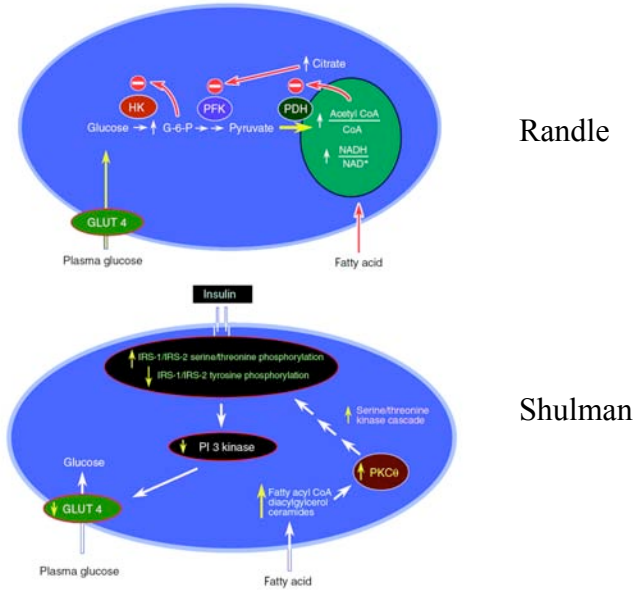 Citrate
HK
PFK
PDH
Glucose
G-6-P
Pyruvate
Acetyl CoA
CoA
NADH
NAD+
Randle
GLUT 4
Plasma glucose
Fatty acid
Insulin
IRS-1/IRS-2 serine/threonine phosphorylation
IRS-1/IRS-2 tyrosine phosphorylation
Shulman
Serine/threonine
kinase cascade
PI 3 kinase
PKCθ
Glucose
Fatty acyl CoA
diacylgylcerol
ceramides
GLUT 4
Plasma glucose
Fatty acid